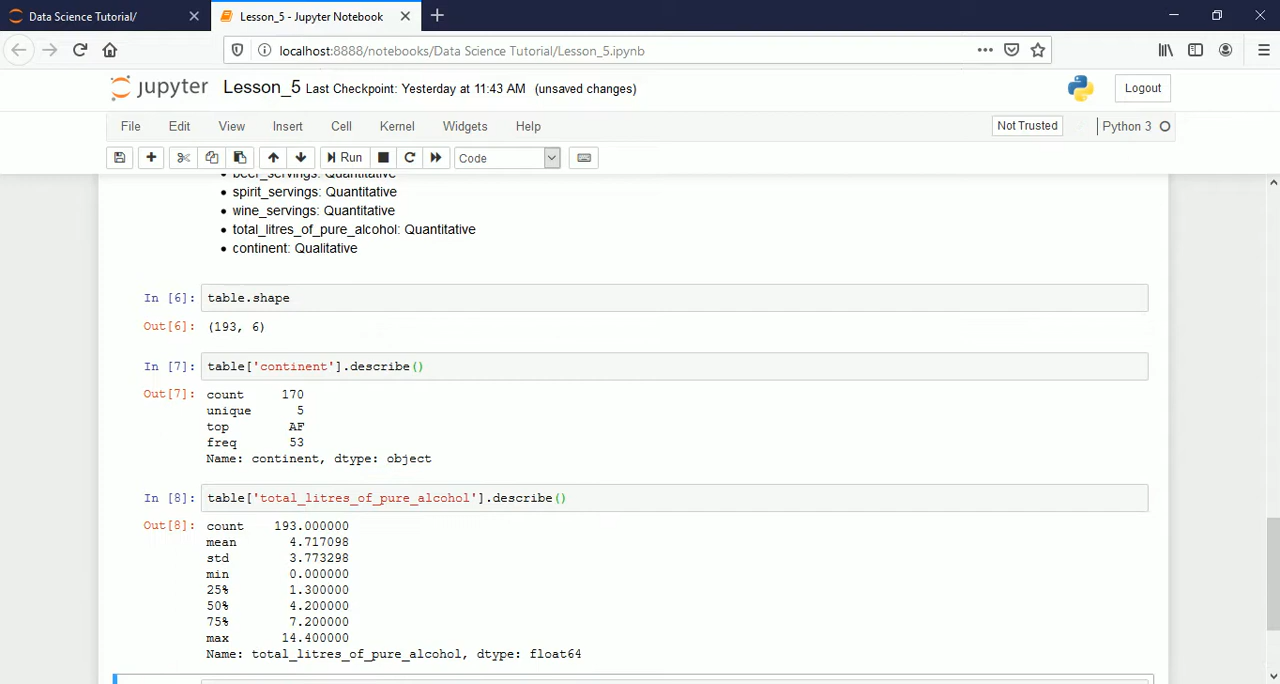 Data Science Tutorial/
Lesson_5 - Jupyter Notebook
localhost:8888/notebooks/Data Science Tutorial/Lesson_5.ipynb
jupyter Lesson_5 Last Checkpoint: Yesterday at 11:43 AM (unsaved changes)
Logout
File Edit View Insert Cell Kernel Widgets Help
Not Trusted
Python 3
Run
Code
beer_servings: Quantitative
spirit_servings: Quantitative
wine_servings: Quantitative
total_litres_of_pure_alcohol: Quantitative
continent: Qualitative
In [6]: table.shape
Out[6]: (193, 6)
In [7]: table['continent'].describe()
Out[7]: count 170
unique 5
top AF
freq 53
Name: continent, dtype: object
In [8]: table['total_litres_of_pure_alcohol'].describe()
Out[8]: count 193.000000
mean 4.717098
std 3.773298
min 0.000000
25% 1.300000
50% 4.200000
75% 7.200000
max 14.400000
Name: total_litres_of_pure_alcohol, dtype: float64